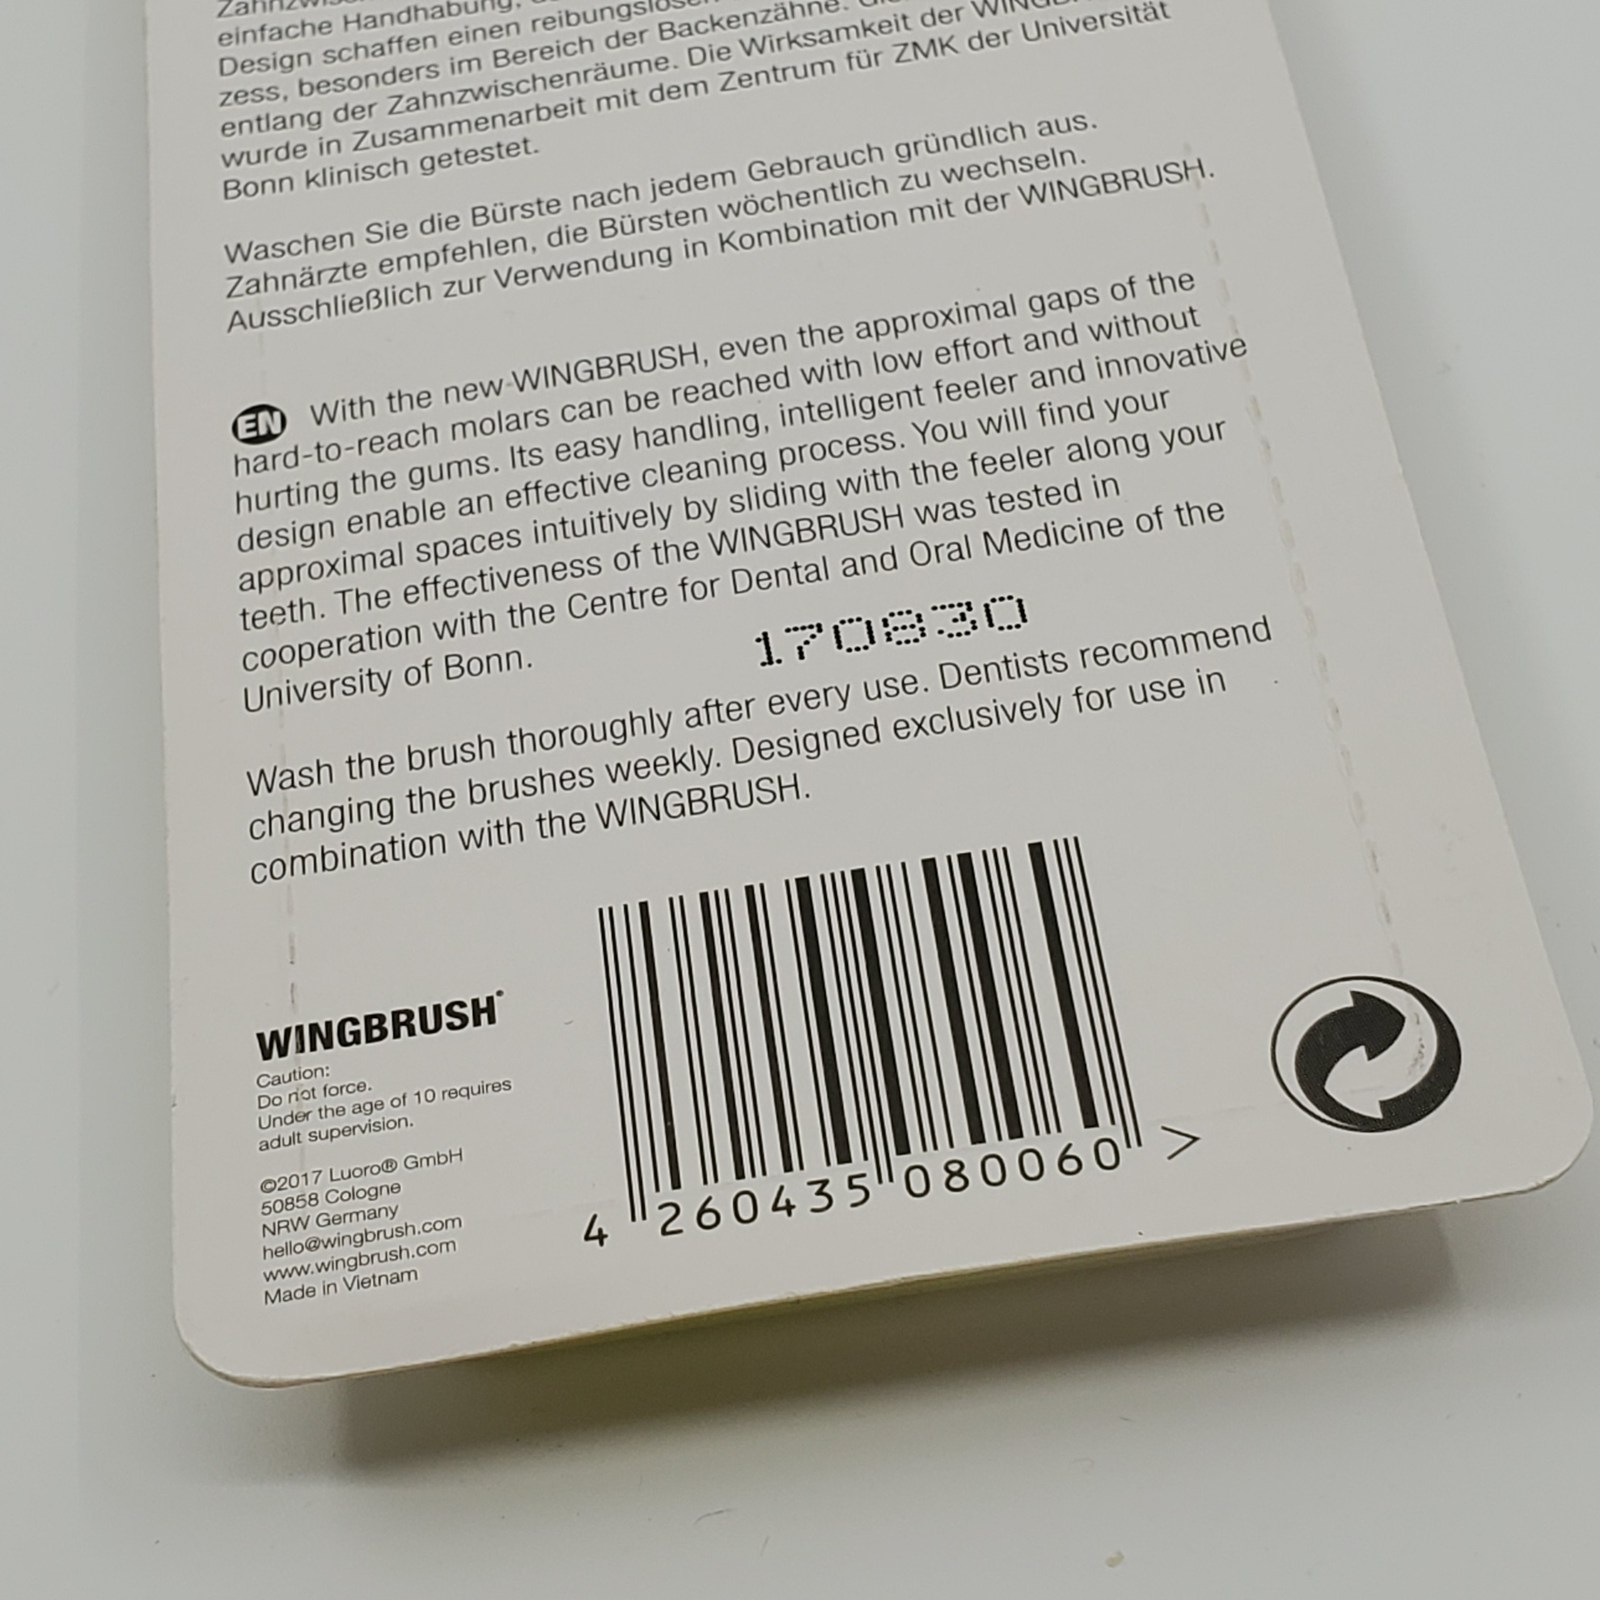 einfache Handhabung,
Design schaffen einen
zess, besonders im Bereich der Backenzähne.
entlang der Zahnzwischenräume. Die Wirksamkeit der
wurde in Zusammenarbeit mit dem Zentrum für ZMK der Universität
Bonn klinisch getestet.
Waschen Sie die Bürste nach jedem Gebrauch gründlich aus.
Zahnärzte empfehlen, die Bürsten wöchentlich zu wechseln.
Ausschließlich zur Verwendung in Kombination mit der WINGBRUSH.
EN With the new WINGBRUSH, even the approximal gaps of the
hard-to-reach molars can be reached with low effort and without
hurting the gums. Its easy handling, intelligent feeler and innovative
design enable an effective cleaning process. You will find your
approximal spaces intuitively by sliding with the feeler along your
teeth. The effectiveness of the WINGBRUSH was tested in
cooperation with the Centre for Dental and Oral Medicine of the
University of Bonn.
170830
Wash the brush thoroughly after every use. Dentists recommend
changing the brushes weekly. Designed exclusively for use in
combination with the WINGBRUSH.
WINGBRUSH®
Caution:
Do not force.
Under the age of 10 requires
adult supervision.
©2017 Luoro® GmbH
50858 Cologne
NRW Germany
hello@wingbrush.com
www.wingbrush.com
Made in Vietnam
4 260435 080060 >